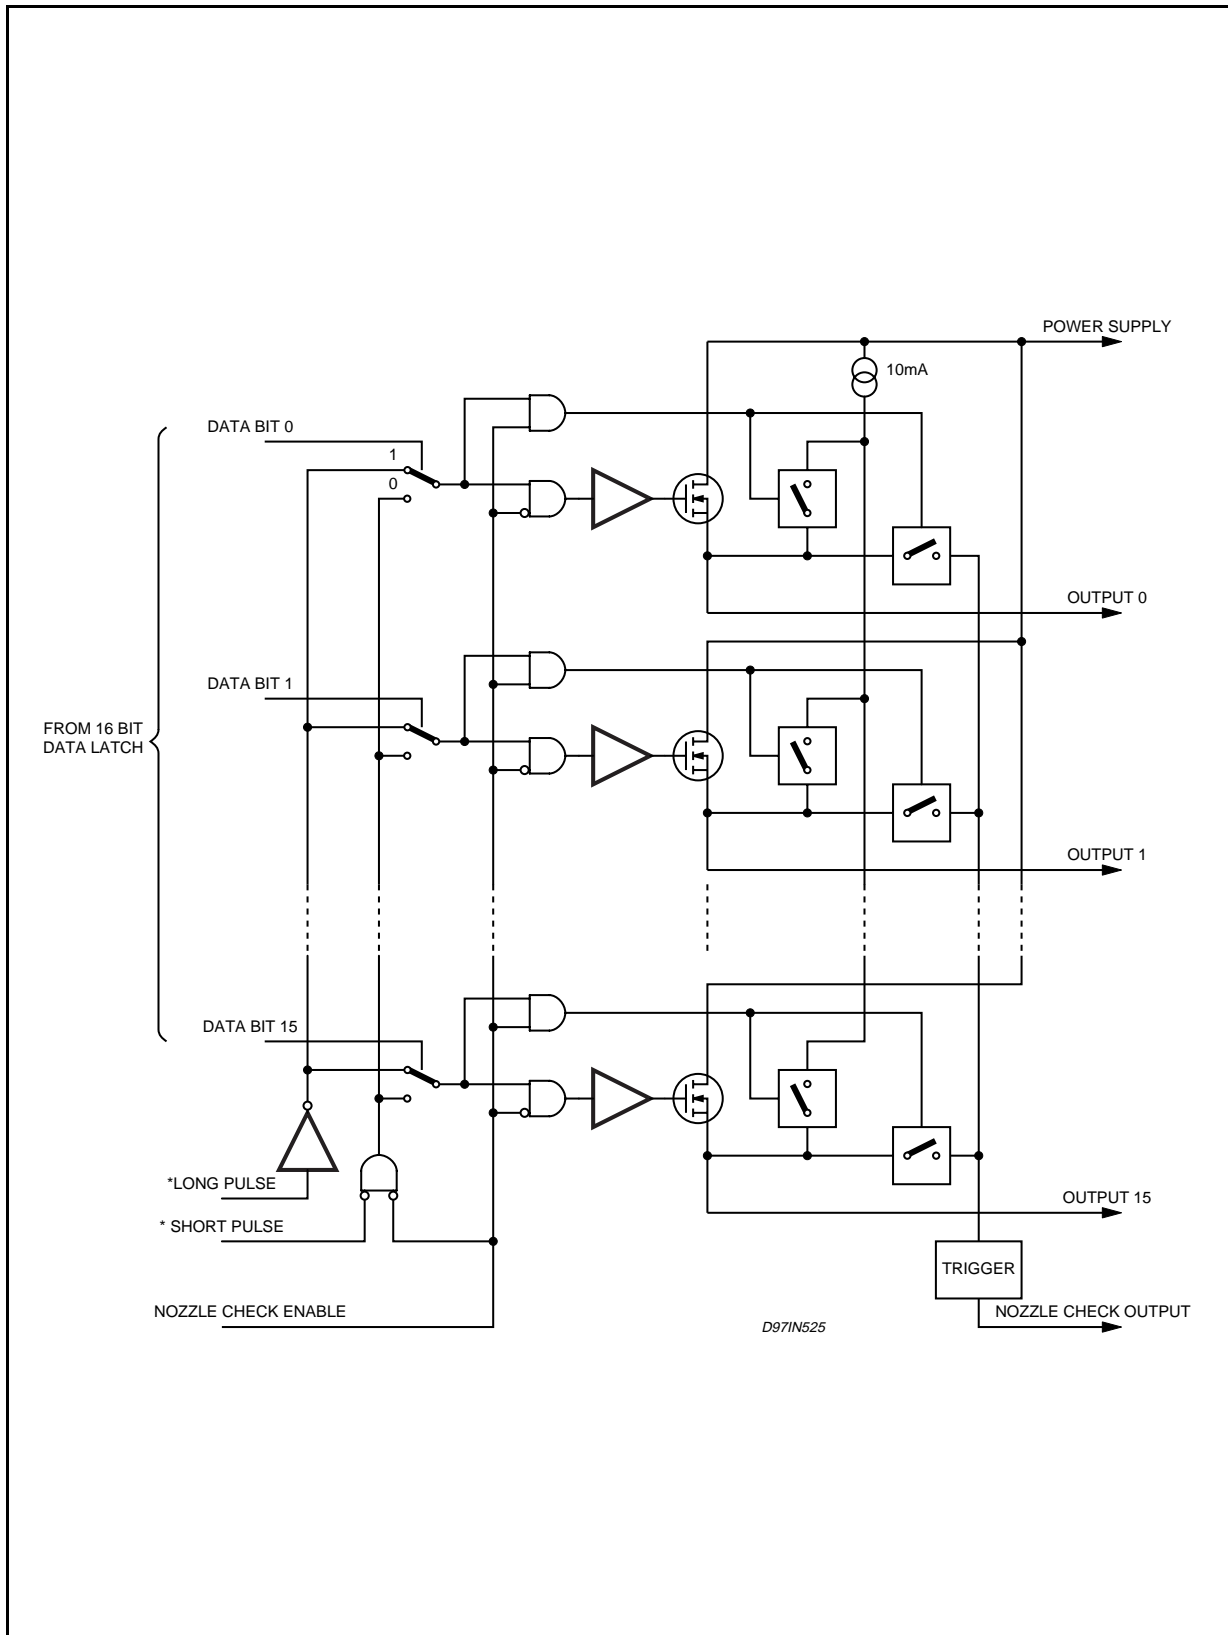 POWER SUPPLY
10mA
DATA BIT 0
1
0
OUTPUT 0
DATA BIT 1
FROM 16 BIT
DATA LATCH
OUTPUT 1
DATA BIT 15
*LONG PULSE
* SHORT PULSE
OUTPUT 15
TRIGGER
NOZZLE CHECK ENABLE
NOZZLE CHECK OUTPUT
D97IN525